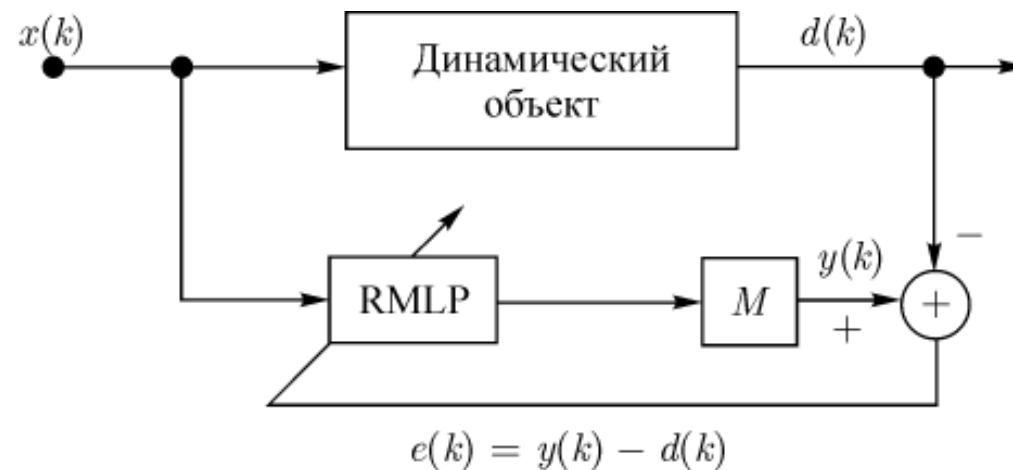 x(k)
Динамический
объект
d(k)
−
RMLP
M
y(k)
+
+
e(k) = y(k) − d(k)